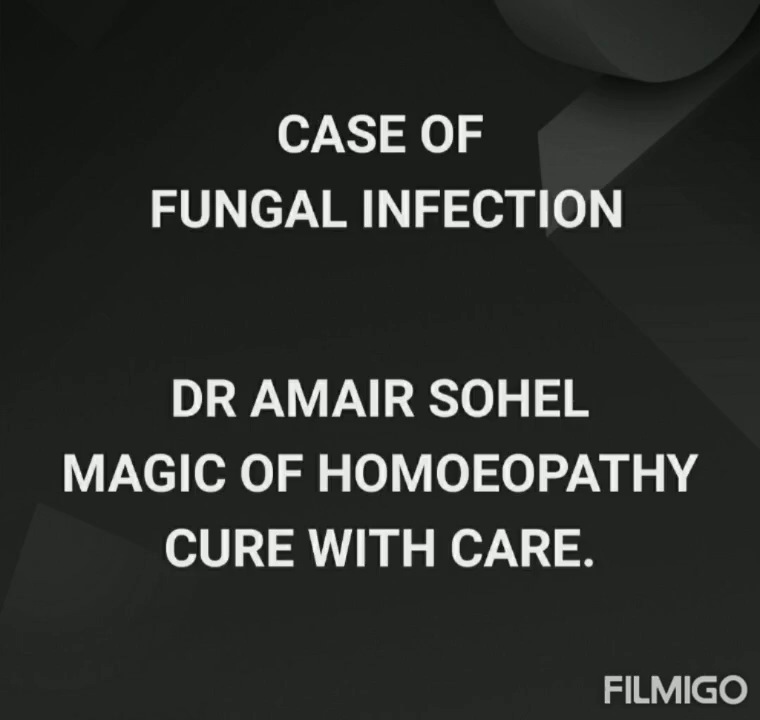 CASE OF
FUNGAL INFECTION
DR AMAIR SOHEL
MAGIC OF HOMOEOPATHY
CURE WITH CARE.
FILMIGO